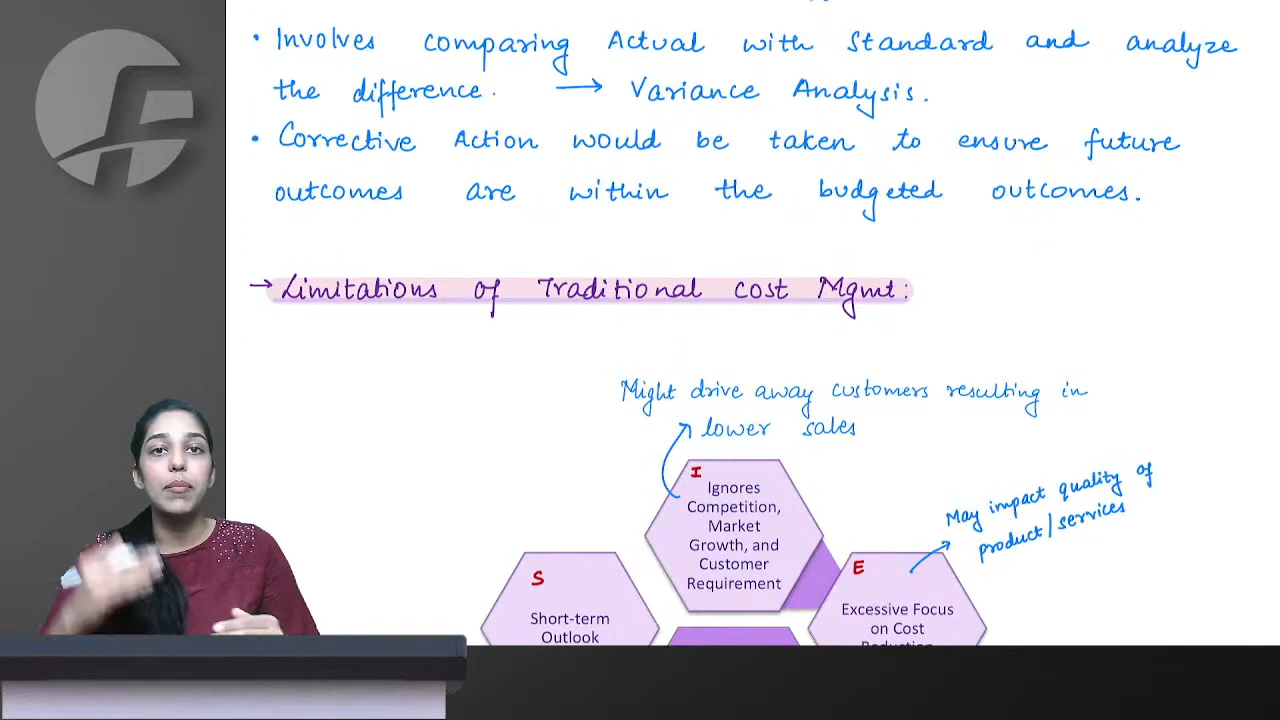 • Involves comparing Actual with Standard and analyze
the difference. → Variance Analysis.
• Corrective Action would be taken to ensure future
outcomes are within the budgeted outcomes.
→ Limitations of Traditional cost Mgmt:
Might drive away customers resulting in
lower sales
I
Ignores
Competition,
Market
Growth, and
Customer
Requirement
May impact quality of
product/services
E
Excessive Focus
on Cost
Reduction
S
Short-term
Outlook